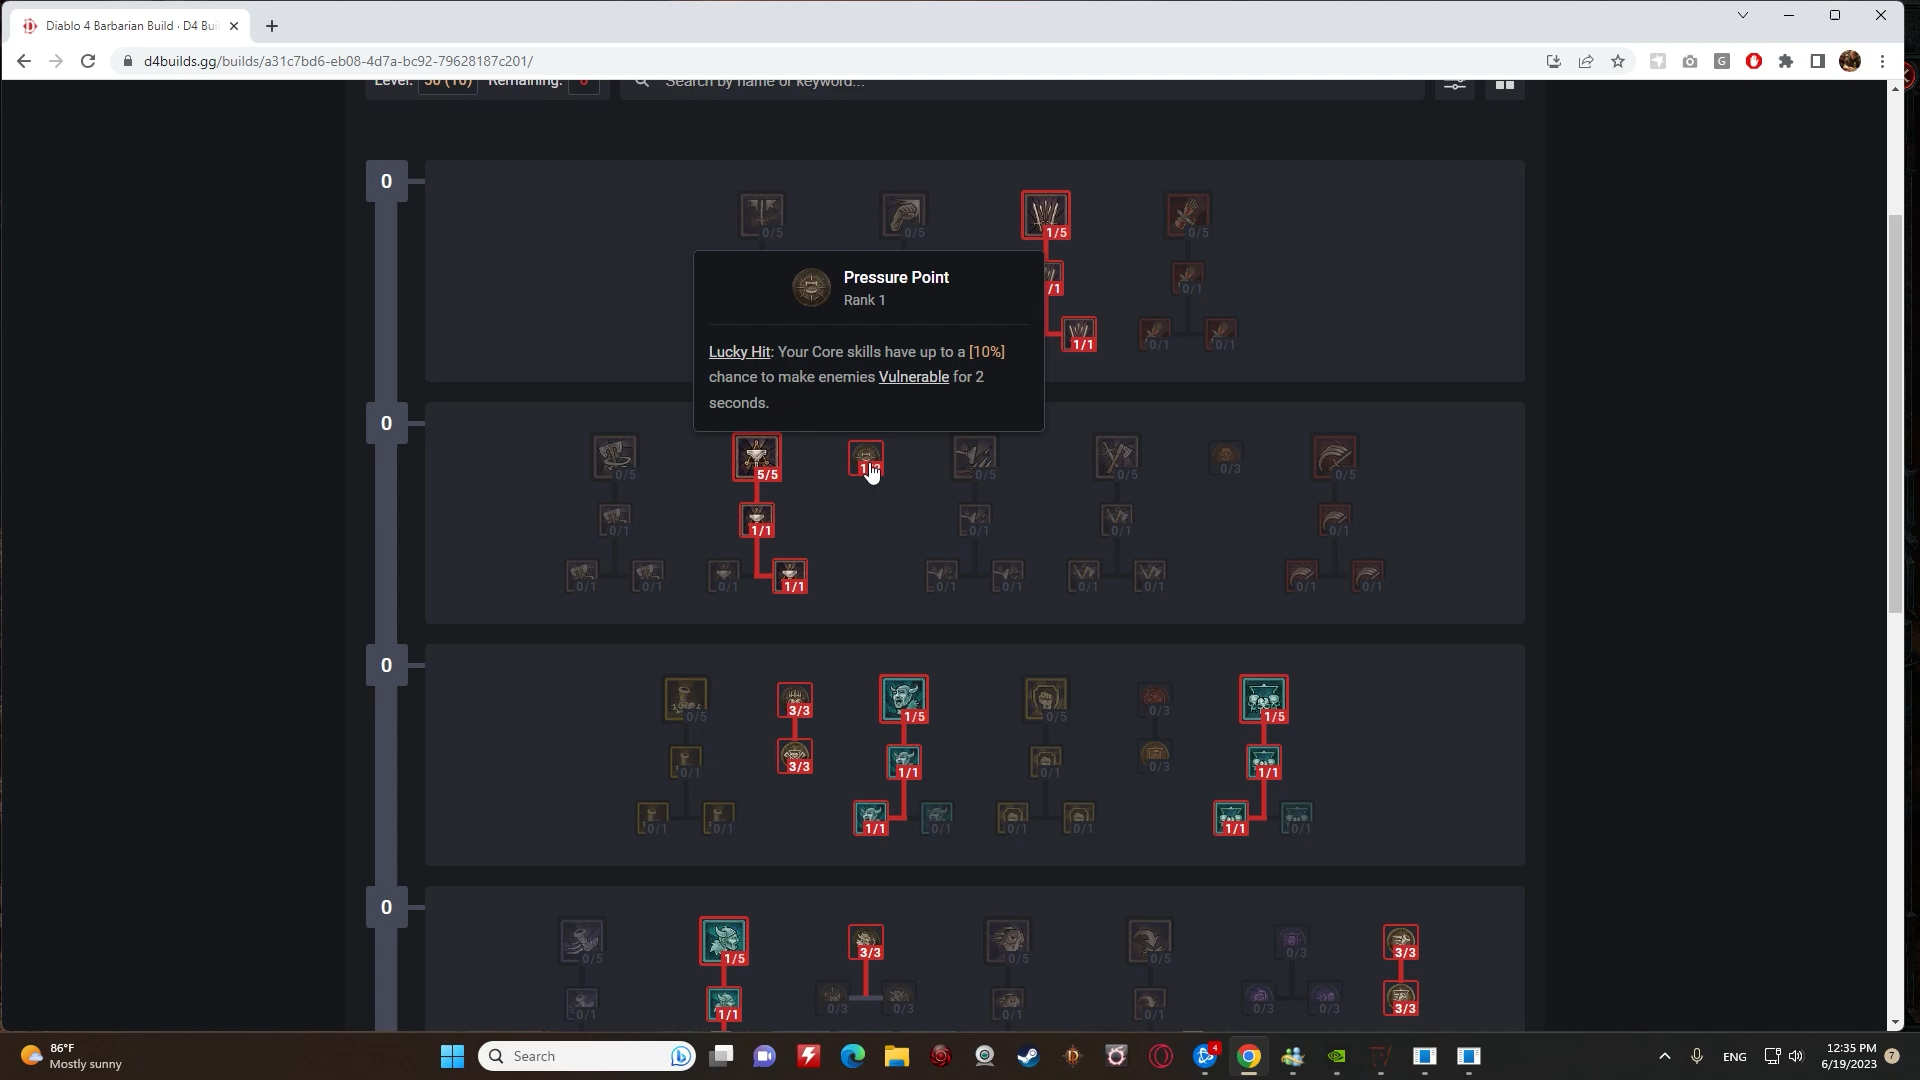 Diablo 4 Barbarian Build · D4 Bui
d4builds.gg/builds/a31c7bd6-eb08-4d7a-bc92-79628187c201/
Level: 50 (10) Remaining: 0 Search by name or keyword...
0
0/5 0/5 1/5 0/5
Pressure Point
Rank 1
/1 0/1
Lucky Hit: Your Core skills have up to a [10%]
chance to make enemies Vulnerable for 2
seconds.
1/1 0/1 0/1
0
0/5 5/5 0/5 0/5 0/3 0/5
0/1 1/1 0/1 0/1 0/1
0/1 0/1 0/1 1/1 0/1 0/1 0/1 0/1 0/1 0/1
0
0/5 3/3 1/5 0/5 0/3 1/5
0/1 3/3 1/1 0/1 0/3 1/1
0/1 0/1 1/1 0/1 0/1 0/1 1/1 0/1
0
0/5 1/5 3/3 0/5 0/5 0/3 3/3
0/1 1/1 0/3 0/3 0/1 0/1 0/3 0/3 3/3
86°F
Mostly sunny
Search
4
ENG
12:35 PM
6/19/2023
7